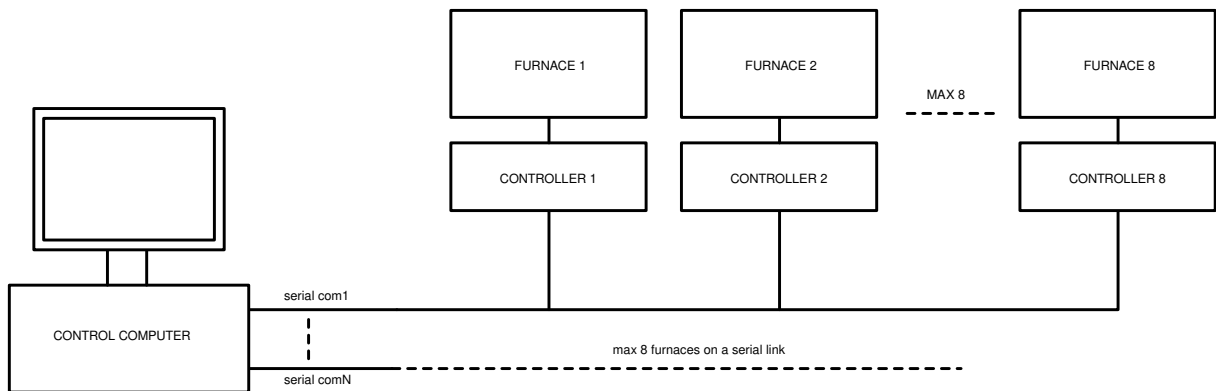 FURNACE 1
FURNACE 2
FURNACE 8
MAX 8
CONTROLLER 1
CONTROLLER 2
CONTROLLER 8
serial com1
CONTROL COMPUTER
max 8 furnaces on a serial link
serial comN